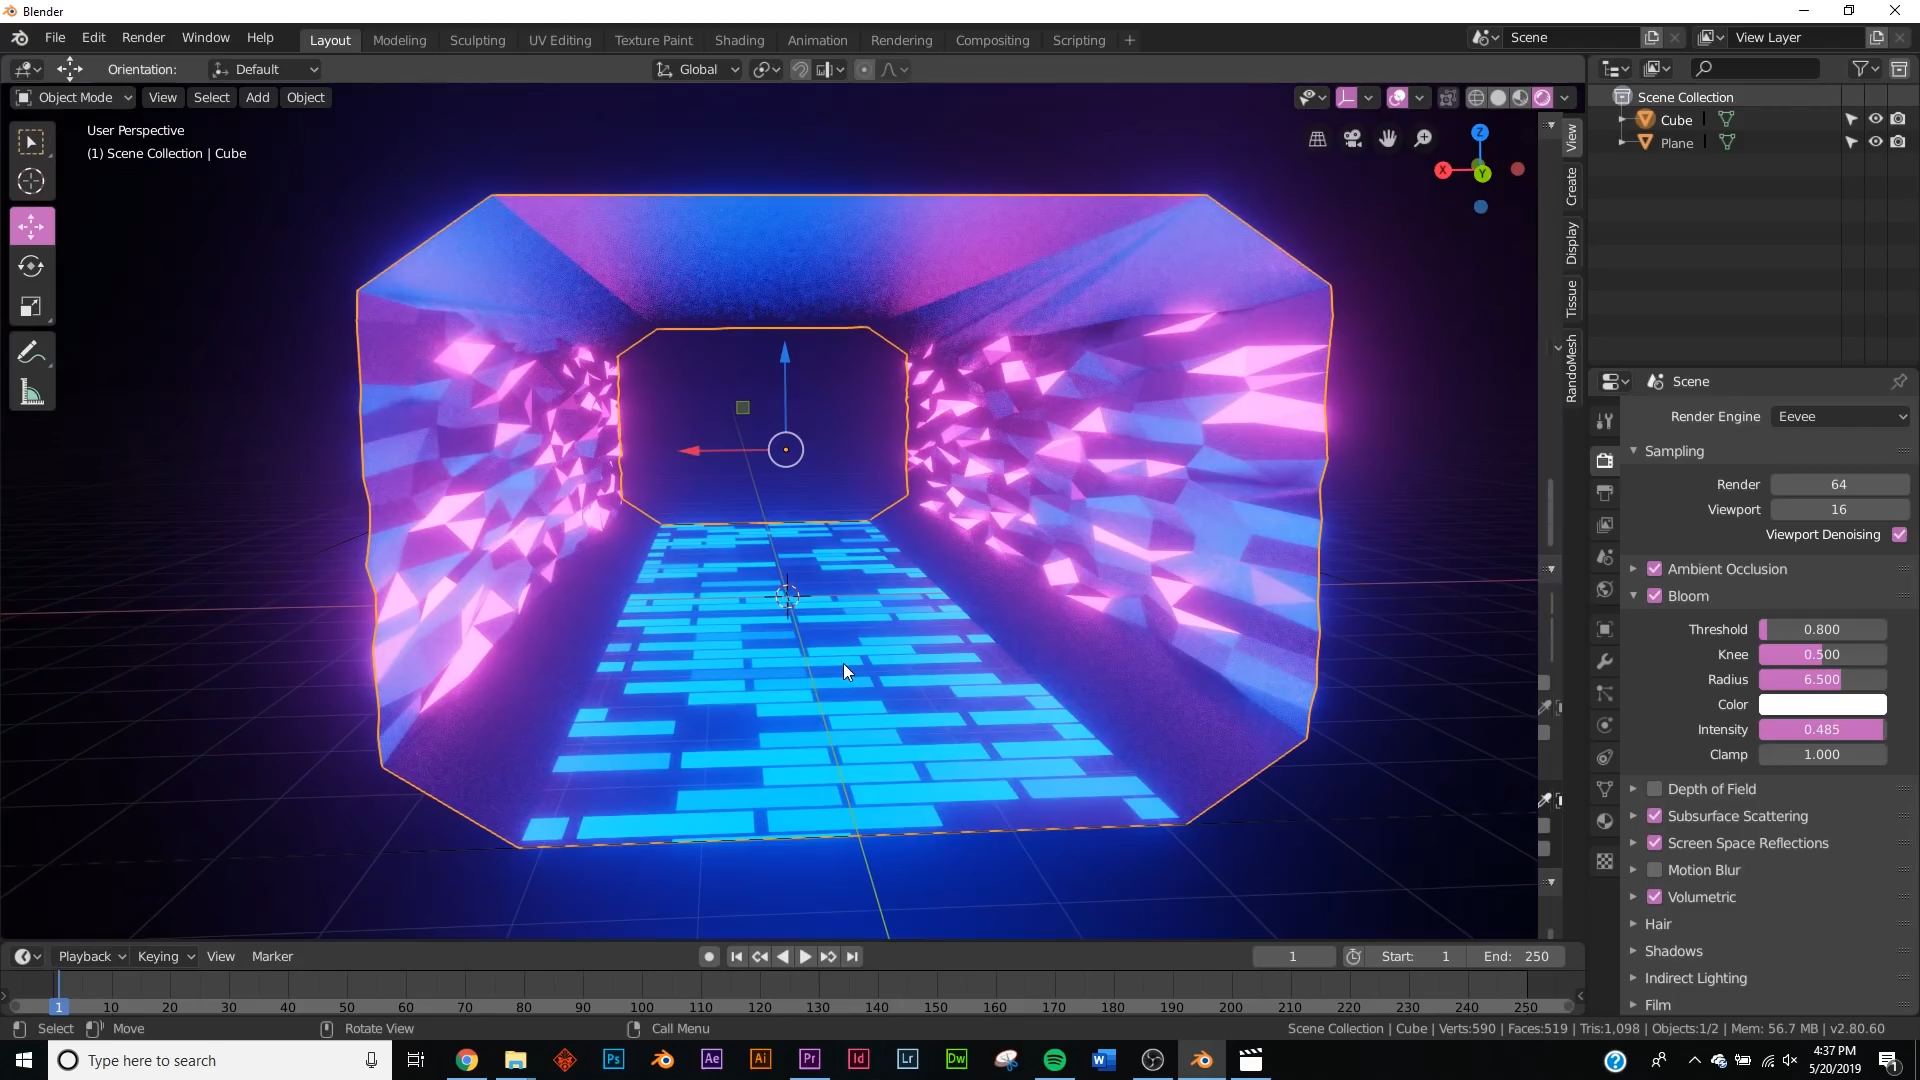 Blender
File Edit Render Window Help Layout Modeling Sculpting UV Editing Texture Paint Shading Animation Rendering Compositing Scripting + Scene View Layer
Orientation: Default Global
Object Mode View Select Add Object
User Perspective
(1) Scene Collection | Cube
Z
X
Y
View
Create
Display
Tissue
RandoMesh
Scene Collection
Cube
Plane
Scene
Render Engine Eevee
Sampling
Render 64
Viewport 16
Viewport Denoising
Ambient Occlusion
Bloom
Threshold 0.800
Knee 0.500
Radius 6.500
Color
Intensity 0.485
Clamp 1.000
Depth of Field
Subsurface Scattering
Screen Space Reflections
Motion Blur
Volumetric
Hair
Shadows
Indirect Lighting
Film
Playback Keying View Marker 1 Start: 1 End: 250
1 10 20 30 40 50 60 70 80 90 100 110 120 130 140 150 160 170 180 190 200 210 220 230 240 250
Select Move Rotate View Call Menu Scene Collection | Cube | Verts:590 | Faces:519 | Tris:1,098 | Objects:1/2 | Mem: 56.7 MB | v2.80.60
Type here to search Ps Ae Ai Pr Id Lr Dw W ? 4:37 PM
5/20/2019 1